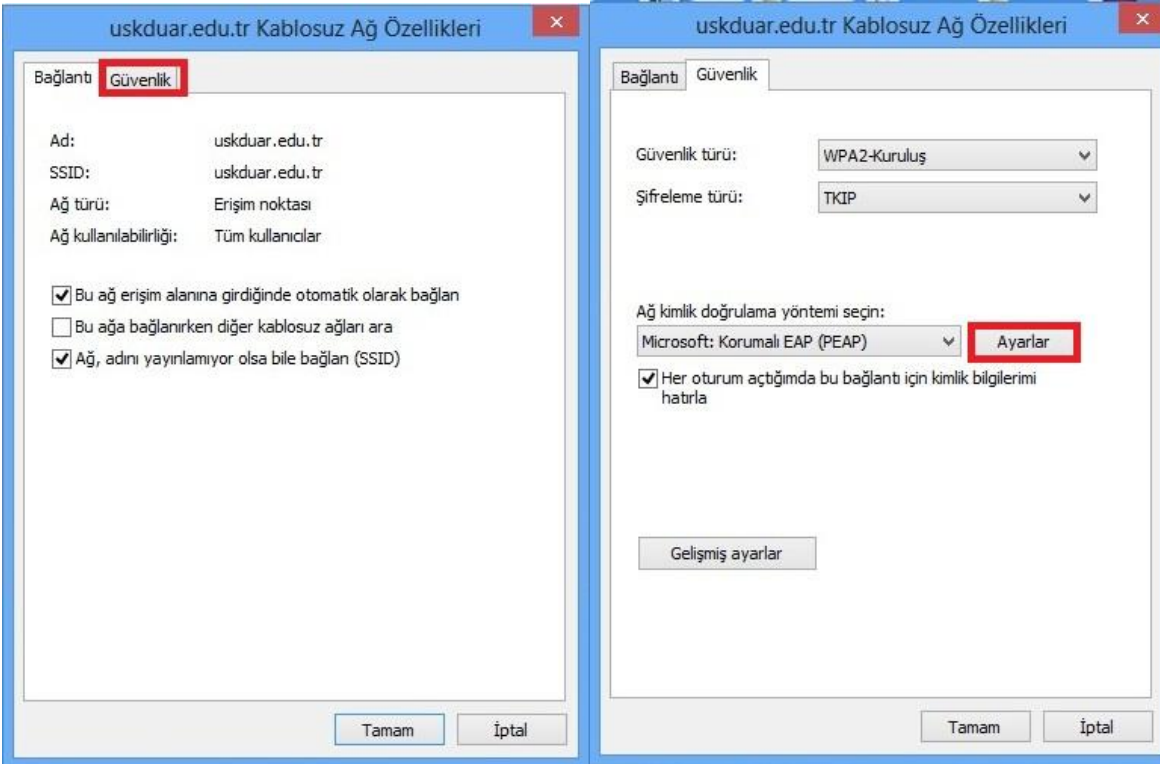 uskduar.edu.tr Kablosuz Ağ Özellikleri
Bağlantı Güvenlik
Ad: uskduar.edu.tr
SSID: uskduar.edu.tr
Ağ türü: Erişim noktası
Ağ kullanılabilirliği: Tüm kullanıcılar
Bu ağ erişim alanına girdiğinde otomatik olarak bağlan
Bu ağa bağlanırken diğer kablosuz ağları ara
Ağ, adını yayınlamıyor olsa bile bağlan (SSID)
Tamam İptal
uskduar.edu.tr Kablosuz Ağ Özellikleri
Bağlantı Güvenlik
Güvenlik türü: WPA2-Kuruluş
Şifreleme türü: TKIP
Ağ kimlik doğrulama yöntemi seçin:
Microsoft: Korumalı EAP (PEAP) Ayarlar
Her oturum açtığımda bu bağlantı için kimlik bilgilerimi
hatırla
Gelişmiş ayarlar
Tamam İptal